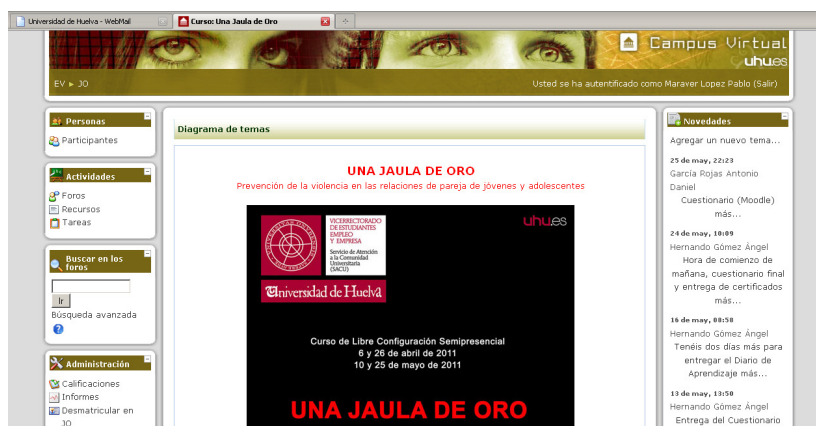 Universidad de Huelva - WebMail
Curso: Una Jaula de Oro
Campus Virtual
uhu.es
EV ► JO
Usted se ha autentificado como Maraver Lopez Pablo (Salir)
Personas
Participantes
Actividades
Foros
Recursos
Tareas
Buscar en los
foros
Ir
Búsqueda avanzada
Administración
Calificaciones
Informes
Desmatricular en
JO
Diagrama de temas
UNA JAULA DE ORO
Prevención de la violencia en las relaciones de pareja de jóvenes y adolescentes
VICERRECTORADO
DE ESTUDIANTES
EMPLEO
Y EMPRESA
Servicio de Atención
a la Comunidad
Universitaria
(SACU)
uhu.es
Universidad de Huelva
Curso de Libre Configuración Semipresencial
6 y 26 de abril de 2011
10 y 25 de mayo de 2011
UNA JAULA DE ORO
Novedades
Agregar un nuevo tema...
25 de may, 22:23
García Rojas Antonio
Daniel
Cuestionario (Moodle)
más...
24 de may, 10:09
Hernando Gómez Ángel
Hora de comienzo de
mañana, cuestionario final
y entrega de certificados
más...
16 de may, 08:58
Hernando Gómez Ángel
Tenéis dos días más para
entregar el Diario de
Aprendizaje más...
13 de may, 13:50
Hernando Gómez Ángel
Entrega del Cuestionario